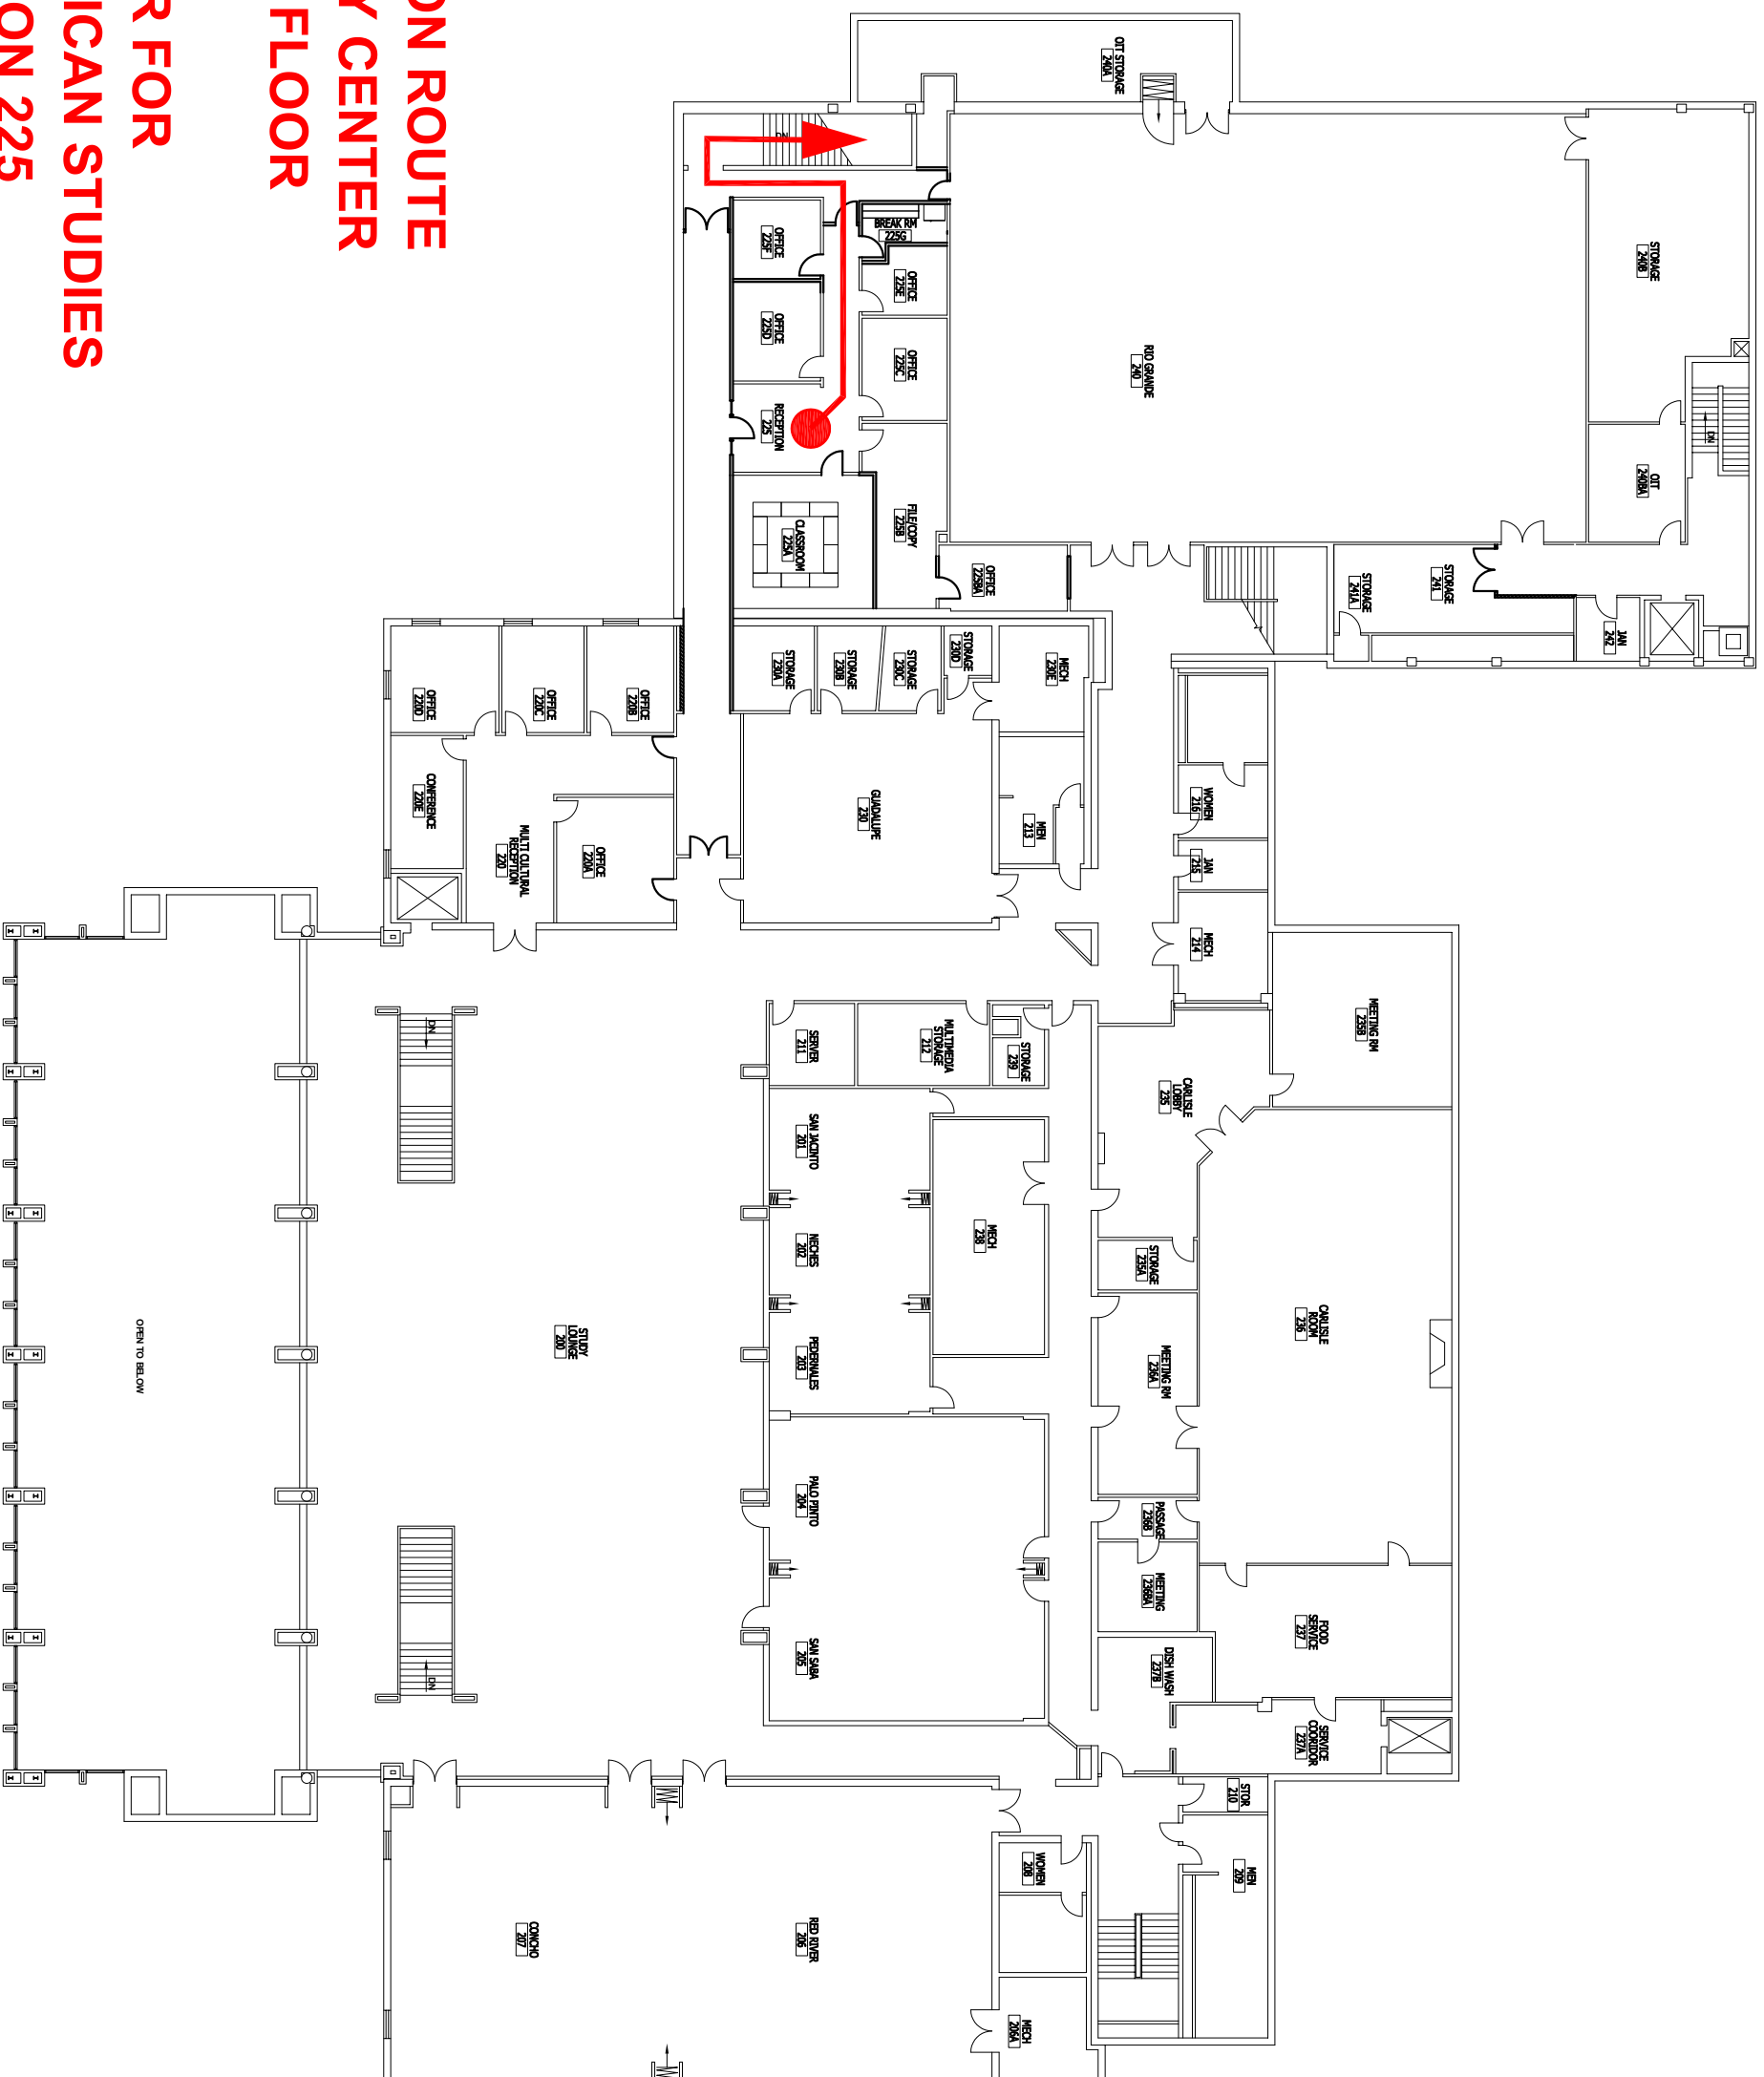 ON ROUTE
Y CENTER
FLOOR
R FOR
ICAN STUDIES
ON 225
OIT STORAGE
240A
STORAGE
240B
OIT
240BA
DN
RIO GRANDE
240
DN
BREAK RM
225G
OFFICE
225F
OFFICE
225E
OFFICE
225D
OFFICE
225C
RECEPTION
225
FILE/COPY
225B
CLASSROOM
225A
OFFICE
225BA
STORAGE
241
STORAGE
241A
JAN
242
STORAGE
230A
STORAGE
230B
STORAGE
230C
STORAGE
230D
MECH
230E
OFFICE
220D
OFFICE
220C
OFFICE
220B
CONFERENCE
220E
MULTI CULTURAL
RECEPTION
220
OFFICE
220A
GUADALUPE
230
MEN
213
WOMEN
216
JAN
215
MECH
214
MEETING RM
235B
SERVER
211
MULTIMEDIA
STORAGE
212
STORAGE
239
CARLISLE
LOBBY
235
DN
SAN JACINTO
201
NECHES
202
PEDERNALES
203
MECH
238
STORAGE
235A
MEETING RM
236A
CARLISLE
ROOM
236
OPEN TO BELOW
STUDY
LOUNGE
200
PALO PINTO
204
SAN SABA
205
PASSAGE
236B
MEETING
236BA
FOOD
SERVICE
237
DISH WASH
237B
SERVICE
COORIDOR
237A
DN
STOR
210
MEN
209
WOMEN
208
CONCHO
207
RED RIVER
206
MECH
206A